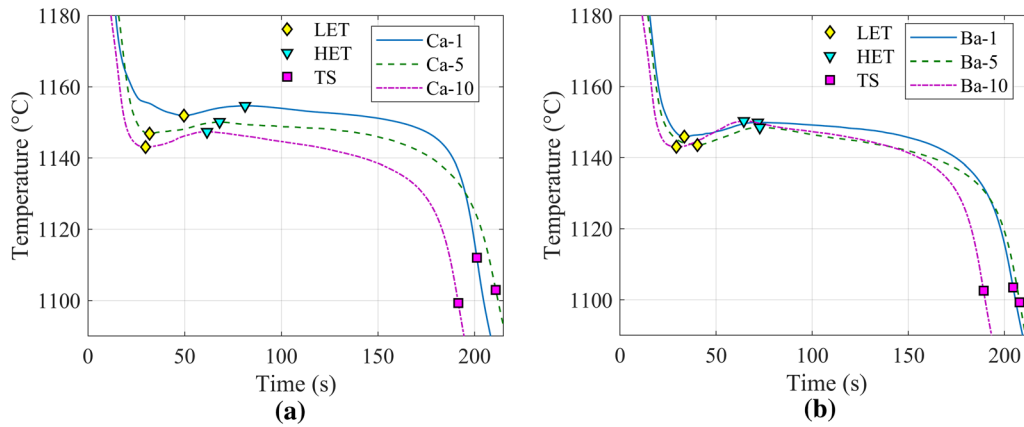 1180
1160
1140
1120
1100
0
50
100
150
200
Temperature (°C)
Time (s)
LET
HET
TS
Ca-1
Ca-5
Ca-10
(a)
1180
1160
1140
1120
1100
0
50
100
150
200
Temperature (°C)
Time (s)
LET
HET
TS
Ba-1
Ba-5
Ba-10
(b)